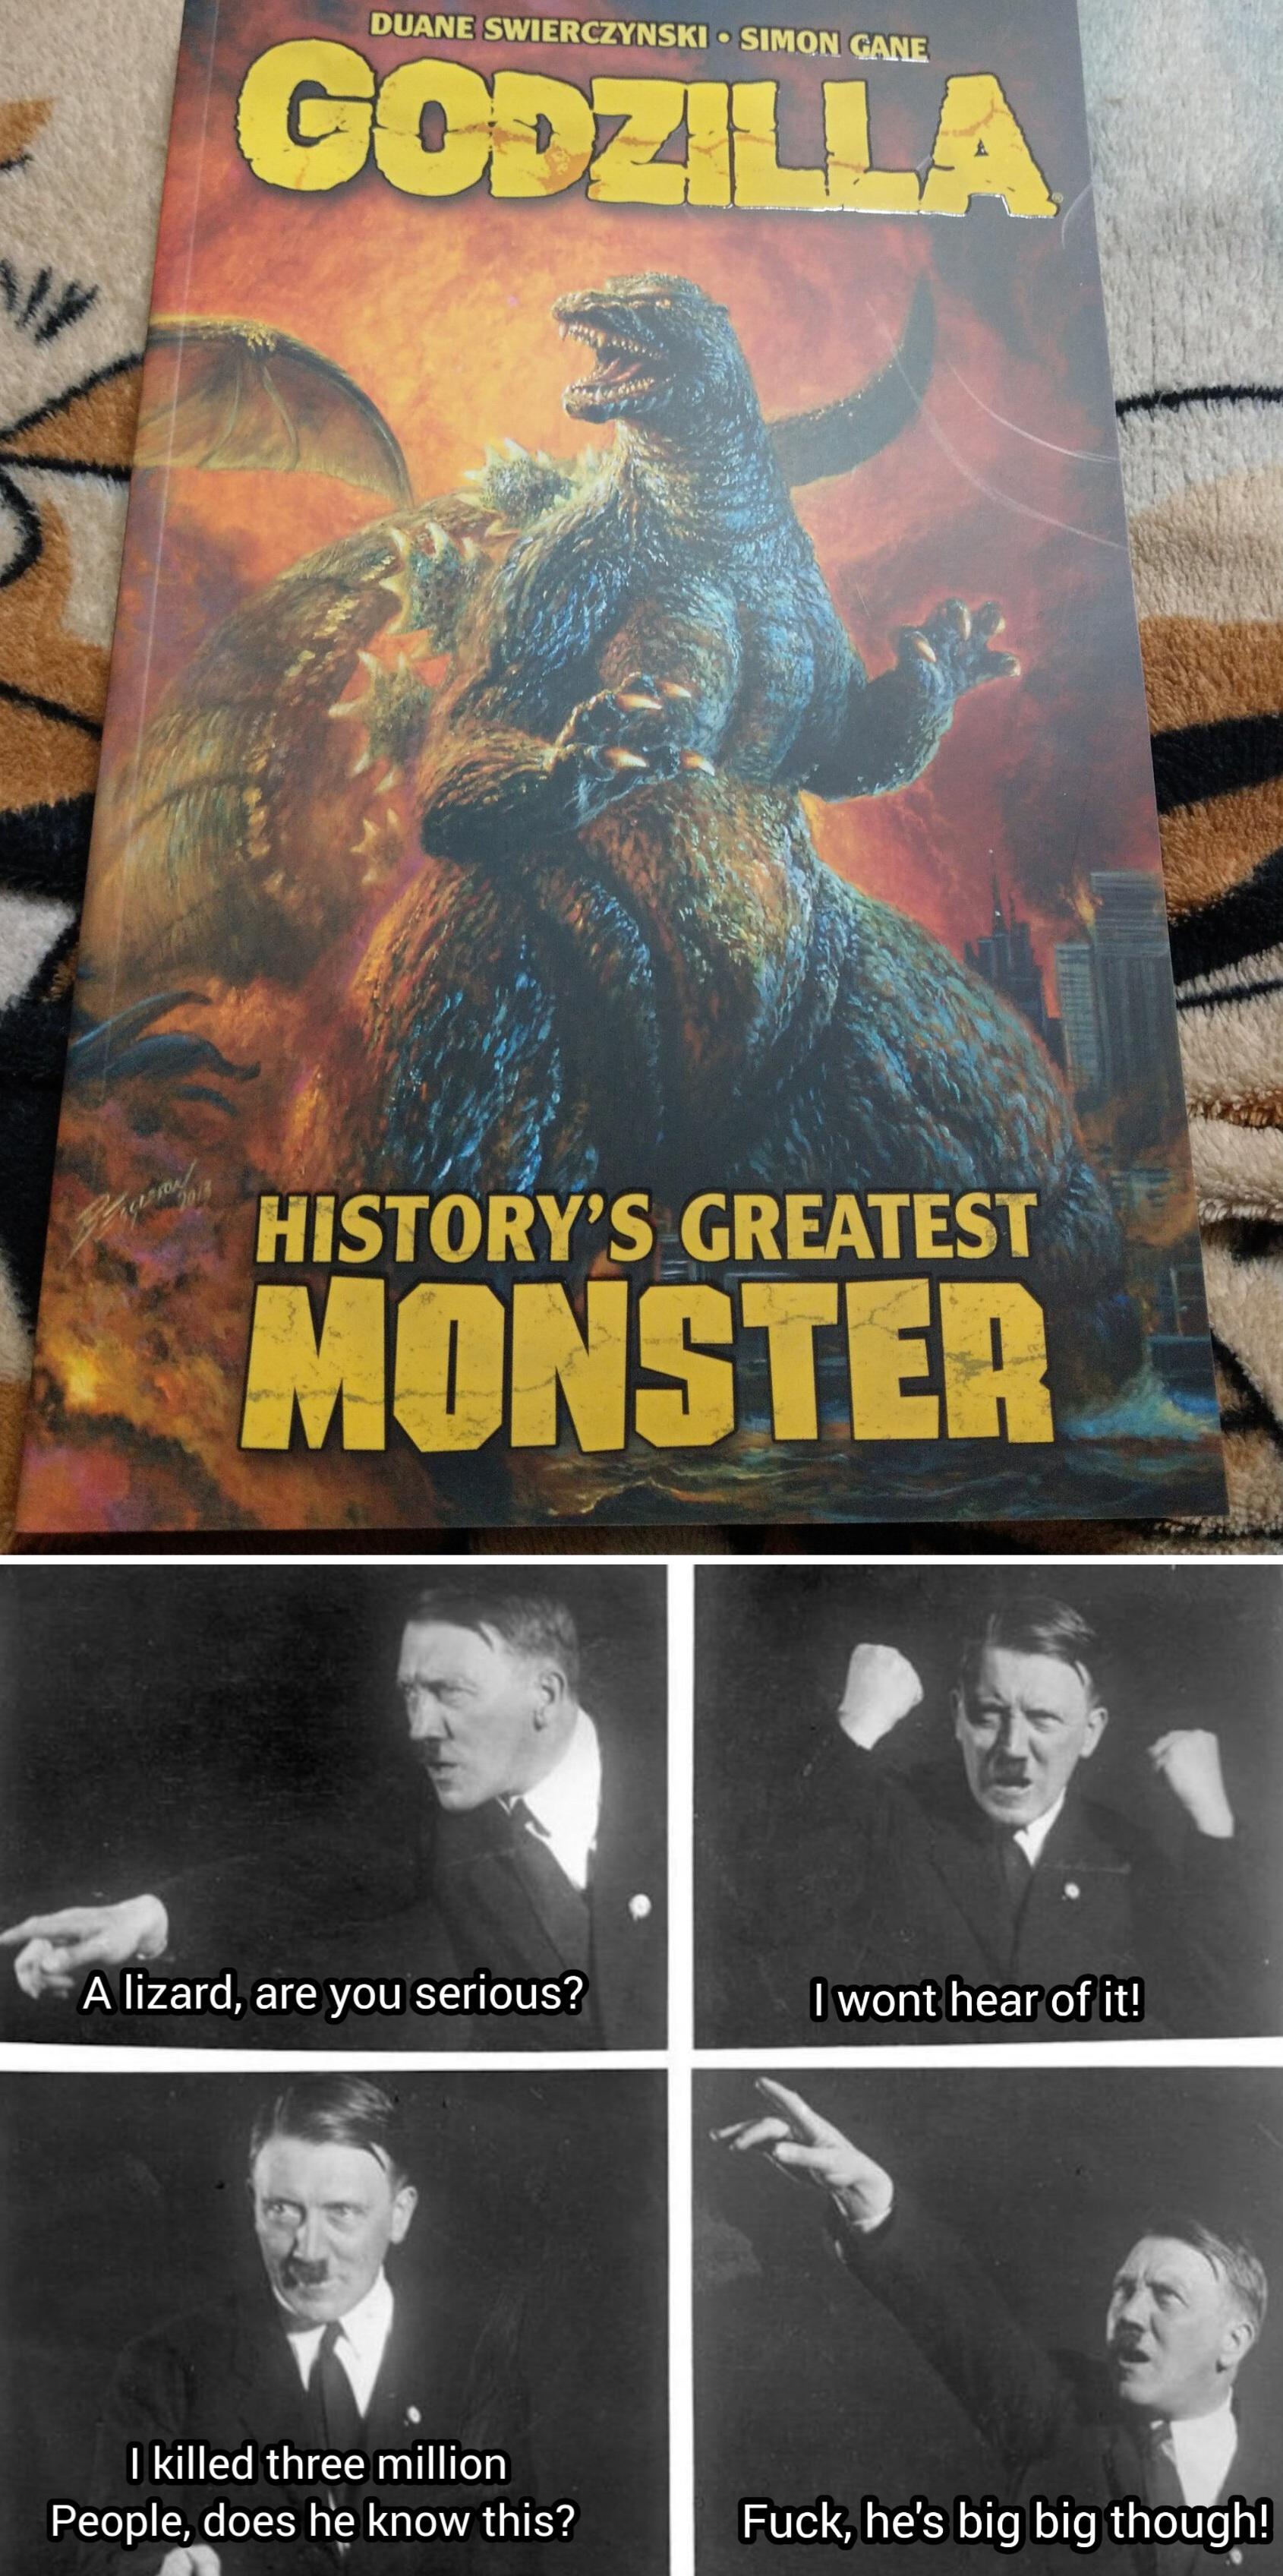 DUANE SWIERCZYNSKI • SIMON GANE
GODZILLA
HISTORY'S GREATEST
MONSTER
A lizard, are you serious?
I wont hear of it!
I killed three million
People, does he know this?
Fuck, he's big big though!